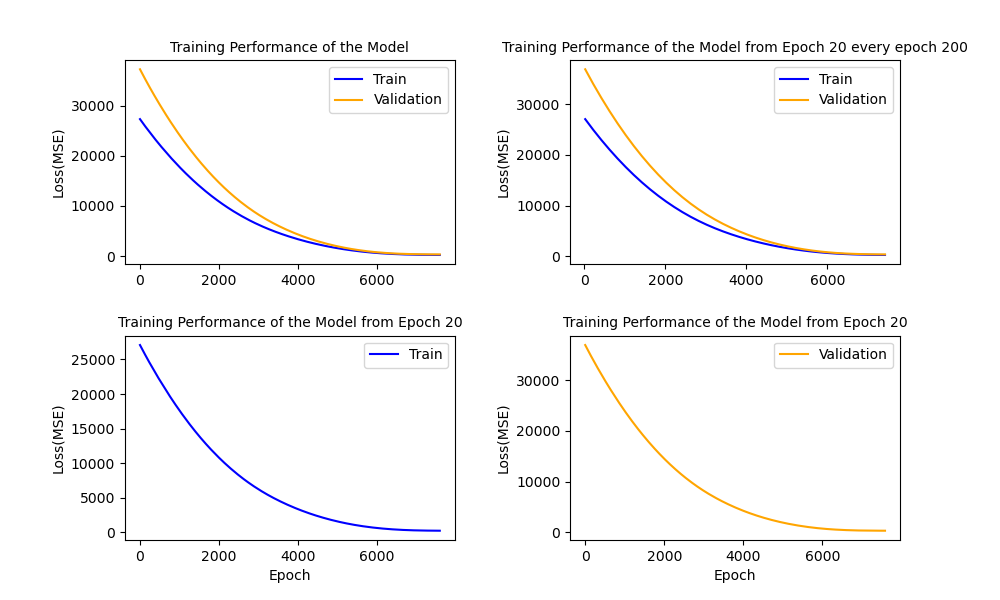 Training Performance of the Model
Train
Validation
Loss(MSE)
30000
20000
10000
0
0 2000 4000 6000
Training Performance of the Model from Epoch 20 every epoch 200
Train
Validation
Loss(MSE)
30000
20000
10000
0
0 2000 4000 6000
Training Performance of the Model from Epoch 20
Train
Loss(MSE)
25000
20000
15000
10000
5000
0
0 2000 4000 6000
Epoch
Training Performance of the Model from Epoch 20
Validation
Loss(MSE)
30000
20000
10000
0
0 2000 4000 6000
Epoch